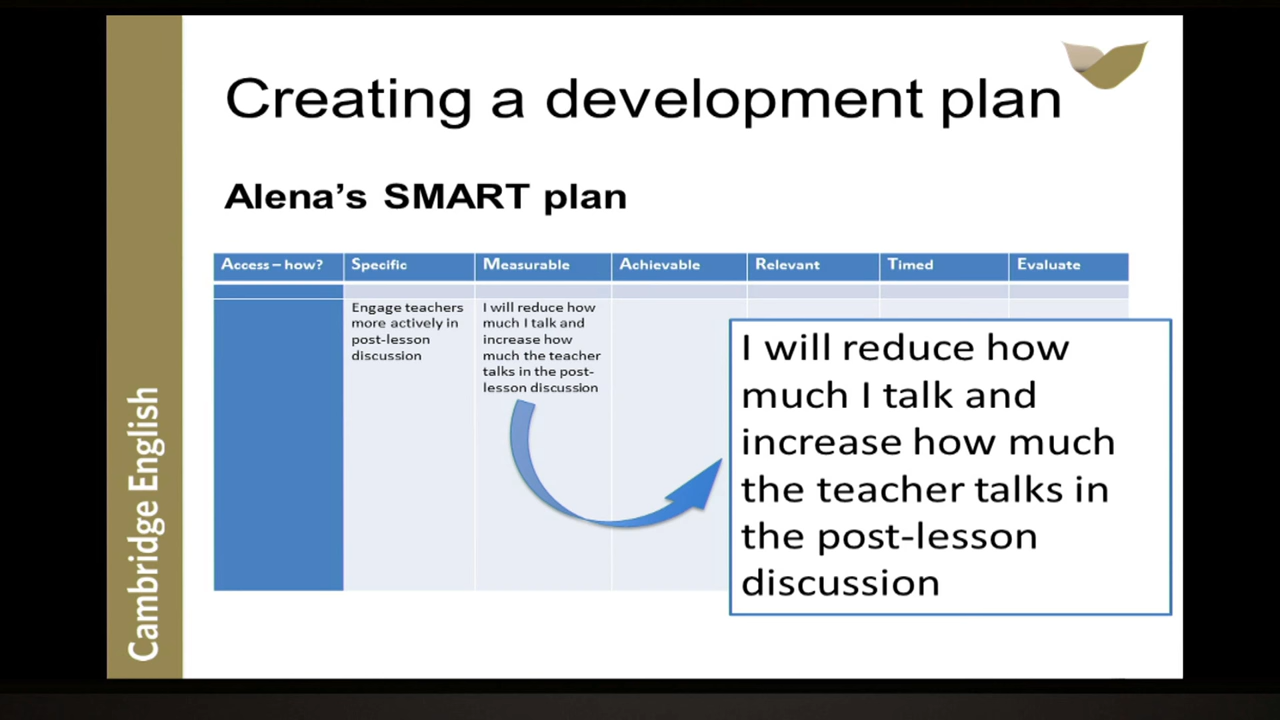 Creating a development plan
Alena's SMART plan
Access – how? Specific Measurable Achievable Relevant Timed Evaluate
Engage teachers
more actively in
post-lesson
discussion
I will reduce how
much I talk and
increase how
much the teacher
talks in the post-
lesson discussion
I will reduce how
much I talk and
increase how much
the teacher talks in
the post-lesson
discussion
Cambridge English